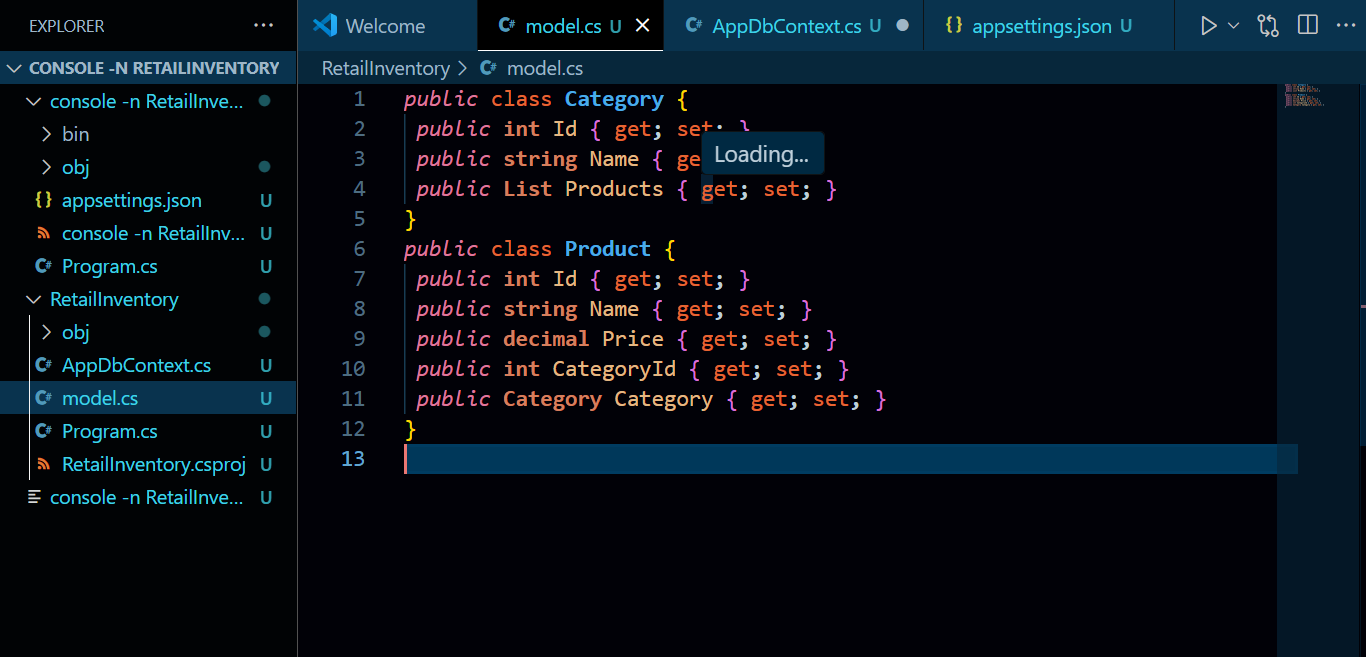 EXPLORER ...
CONSOLE -N RETAILINVENTORY
console -n RetailInve...
bin
obj
{} appsettings.json U
console -n RetailInv... U
C# Program.cs U
RetailInventory
obj
C# AppDbContext.cs U
C# model.cs U
C# Program.cs U
RetailInventory.csproj U
console -n RetailInve... U
Welcome
C# model.cs U
C# AppDbContext.cs U
{} appsettings.json U
RetailInventory > C# model.cs
1 public class Category {
2 public int Id { get; set; }
3 public string Name { ge
Loading...
4 public List Products { get; set; }
5 }
6 public class Product {
7 public int Id { get; set; }
8 public string Name { get; set; }
9 public decimal Price { get; set; }
10 public int CategoryId { get; set; }
11 public Category Category { get; set; }
12 }
13